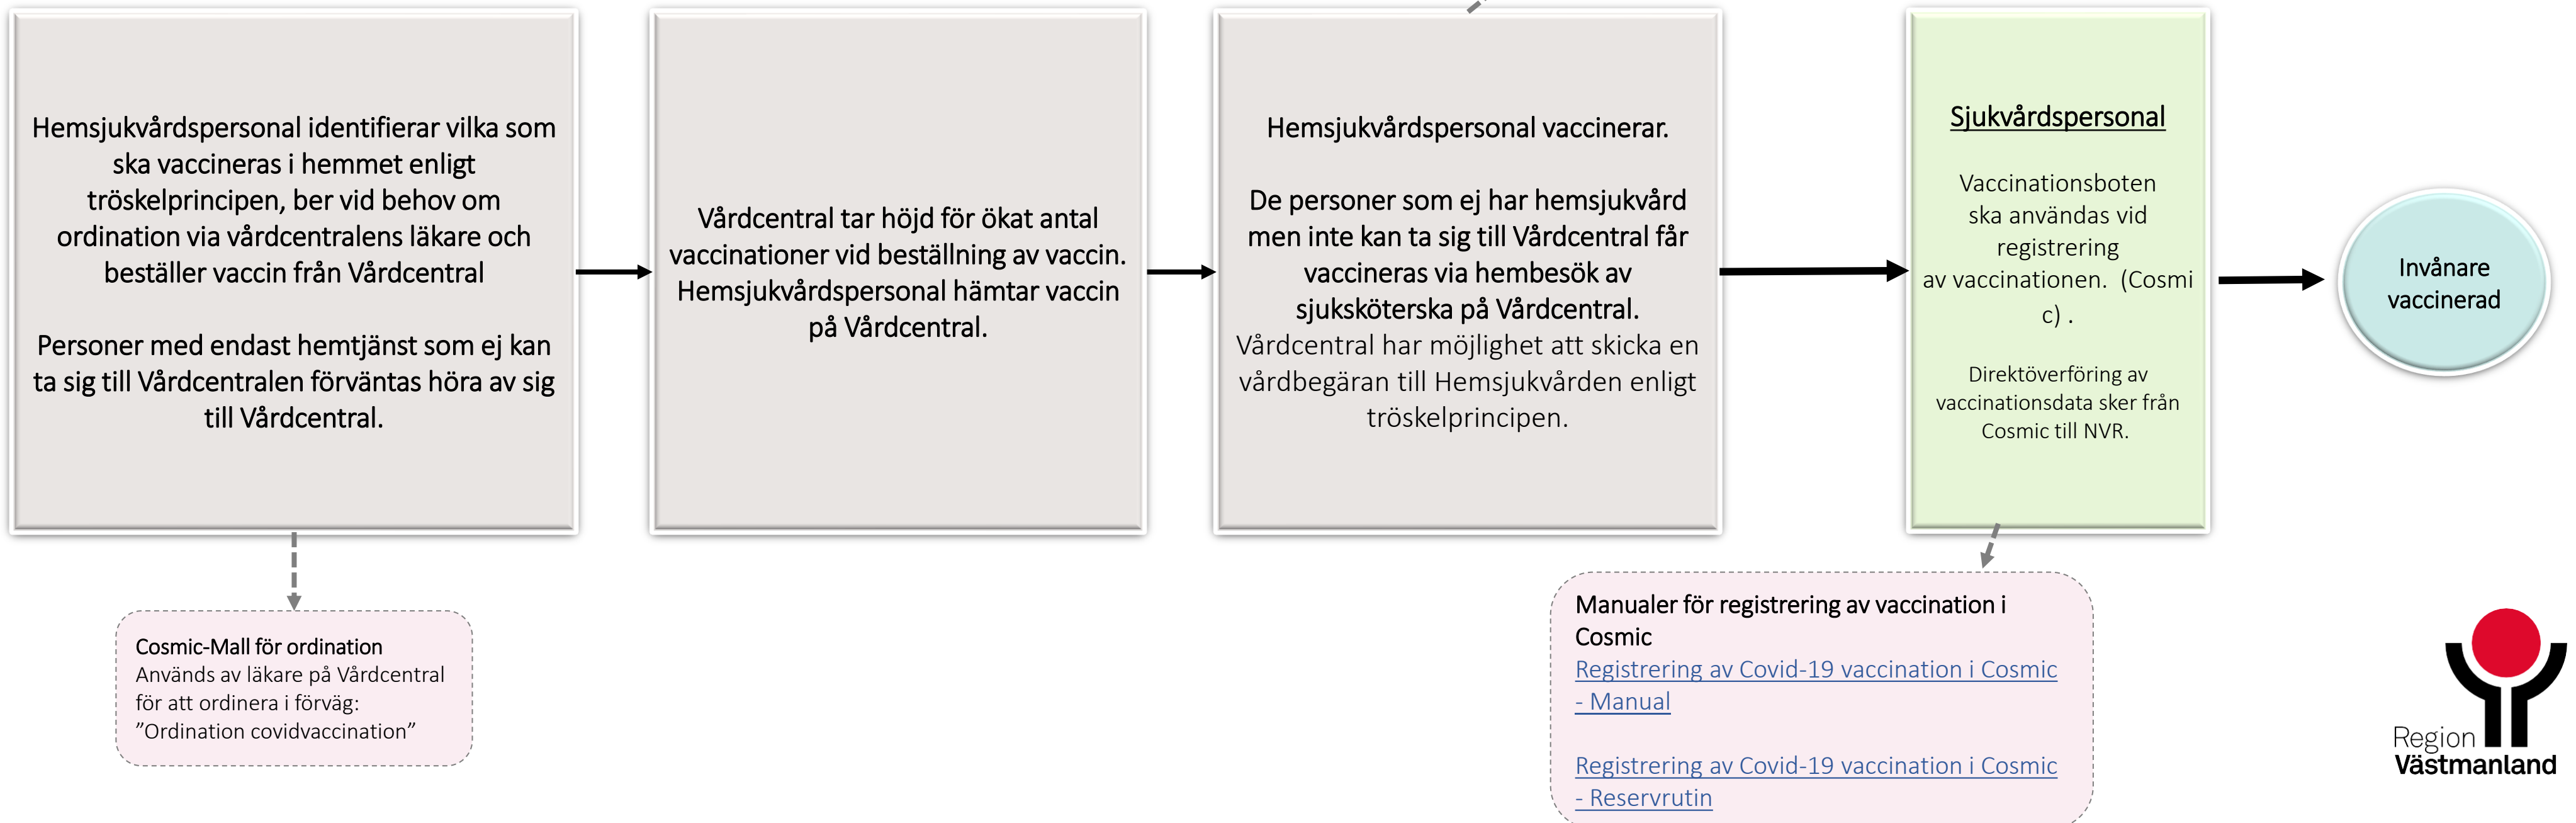 Hemsjukvårdspersonal identifierar vilka som
ska vaccineras i hemmet enligt
tröskelprincipen, ber vid behov om
ordination via vårdcentralens läkare och
beställer vaccin från Vårdcentral
Personer med endast hemtjänst som ej kan
ta sig till Vårdcentralen förväntas höra av sig
till Vårdcentral.
Vårdcentral tar höjd för ökat antal
vaccinationer vid beställning av vaccin.
Hemsjukvårdspersonal hämtar vaccin
på Vårdcentral.
Hemsjukvårdspersonal vaccinerar.
De personer som ej har hemsjukvård
men inte kan ta sig till Vårdcentral får
vaccineras via hembesök av
sjuksköterska på Vårdcentral.
Vårdcentral har möjlighet att skicka en
vårdbegäran till Hemsjukvården enligt
tröskelprincipen.
Sjukvårdspersonal
Vaccinationsboten
ska användas vid
registrering
av vaccinationen. (Cosmi
c) .
Direktöverföring av
vaccinationsdata sker från
Cosmic till NVR.
Invånare
vaccinerad
Cosmic-Mall för ordination
Används av läkare på Vårdcentral
för att ordinera i förväg:
”Ordination covidvaccination”
Manualer för registrering av vaccination i
Cosmic
Registrering av Covid-19 vaccination i Cosmic
- Manual
Registrering av Covid-19 vaccination i Cosmic
- Reservrutin
Region
Västmanland